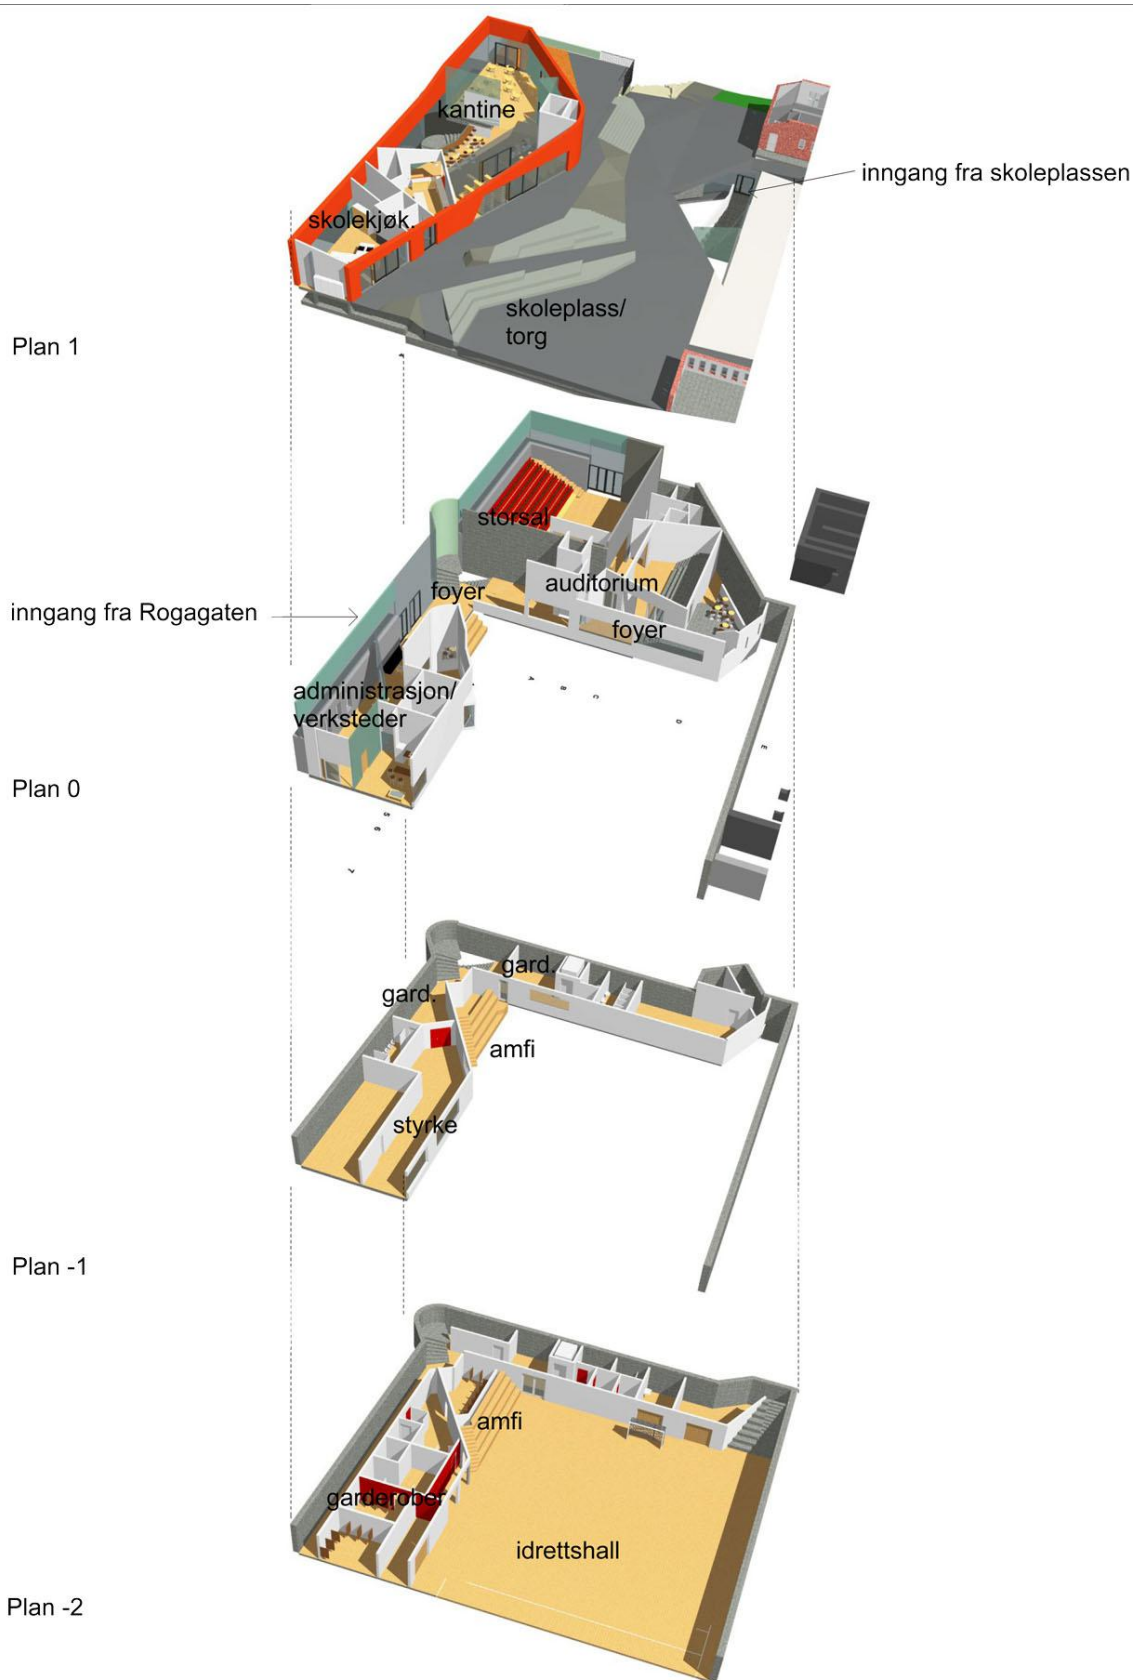 kantine
inngang fra skoleplassen
skolekjøk.
skoleplass/
torg
Plan 1
storsal
auditorium
foyer
inngang fra Rogagaten
foyer
administrasjon/
verksteder
A B C D E
Plan 0
gard.
gard.
amfi
styrke
Plan -1
amfi
garderober
idrettshall
Plan -2